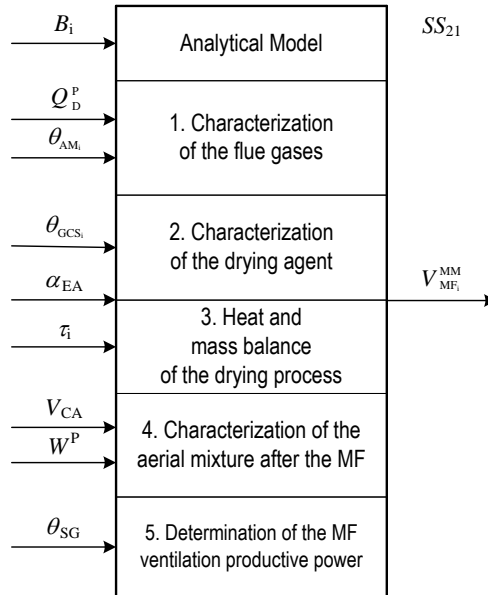 B_i
Analytical Model
SS_21
Q_D^P
θ_AM_i
1. Characterization
of the flue gases
θ_GCS_i
2. Characterization
of the drying agent
α_EA
V_MF_i^MM
τ_i
3. Heat and
mass balance
of the drying process
V_CA
W^P
4. Characterization of the
aerial mixture after the MF
θ_SG
5. Determination of the MF
ventilation productive power